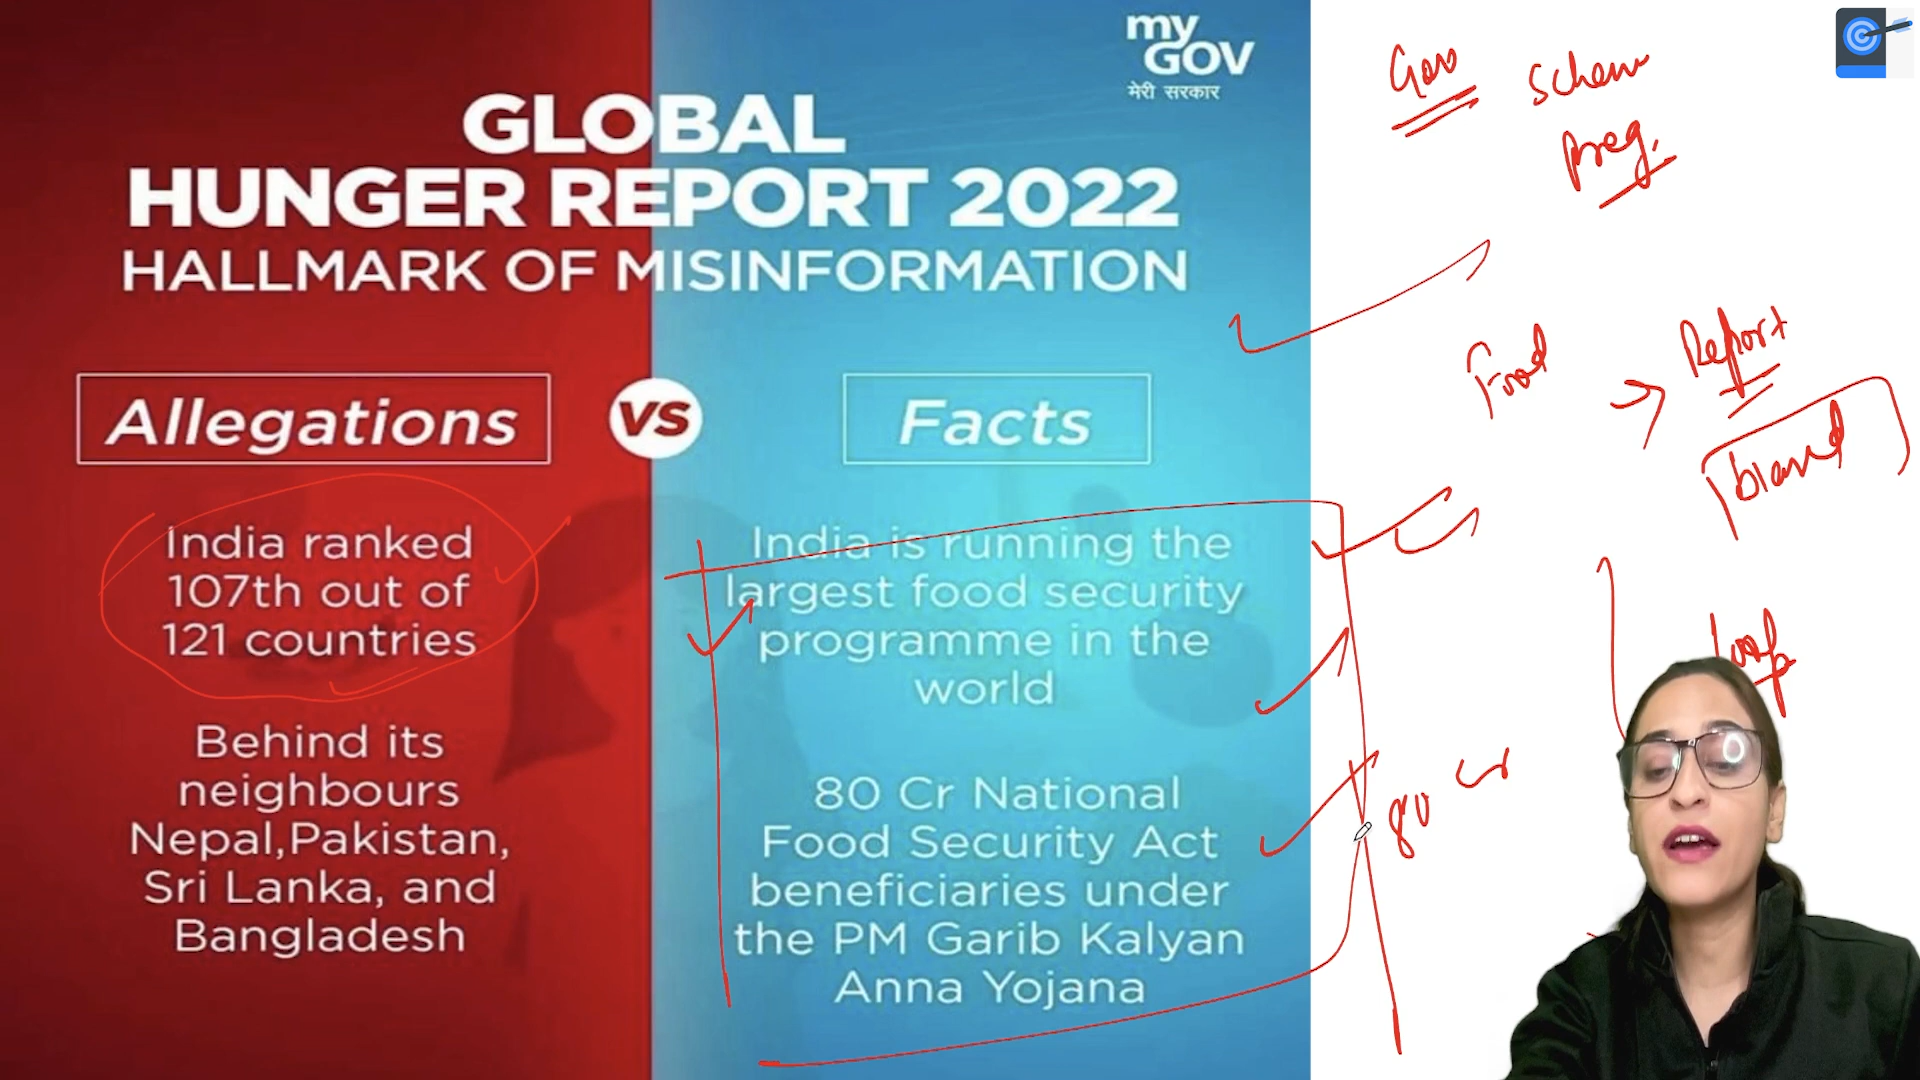 my
GOV
मेरी सरकार
GLOBAL
HUNGER REPORT 2022
HALLMARK OF MISINFORMATION
Allegations
VS
Facts
India ranked
107th out of
121 countries
Behind its
neighbours
Nepal,Pakistan,
Sri Lanka, and
Bangladesh
India is running the
largest food security
programme in the
world
80 Cr National
Food Security Act
beneficiaries under
the PM Garib Kalyan
Anna Yojana
Gov
Scheme
Food
Report
80 Cr